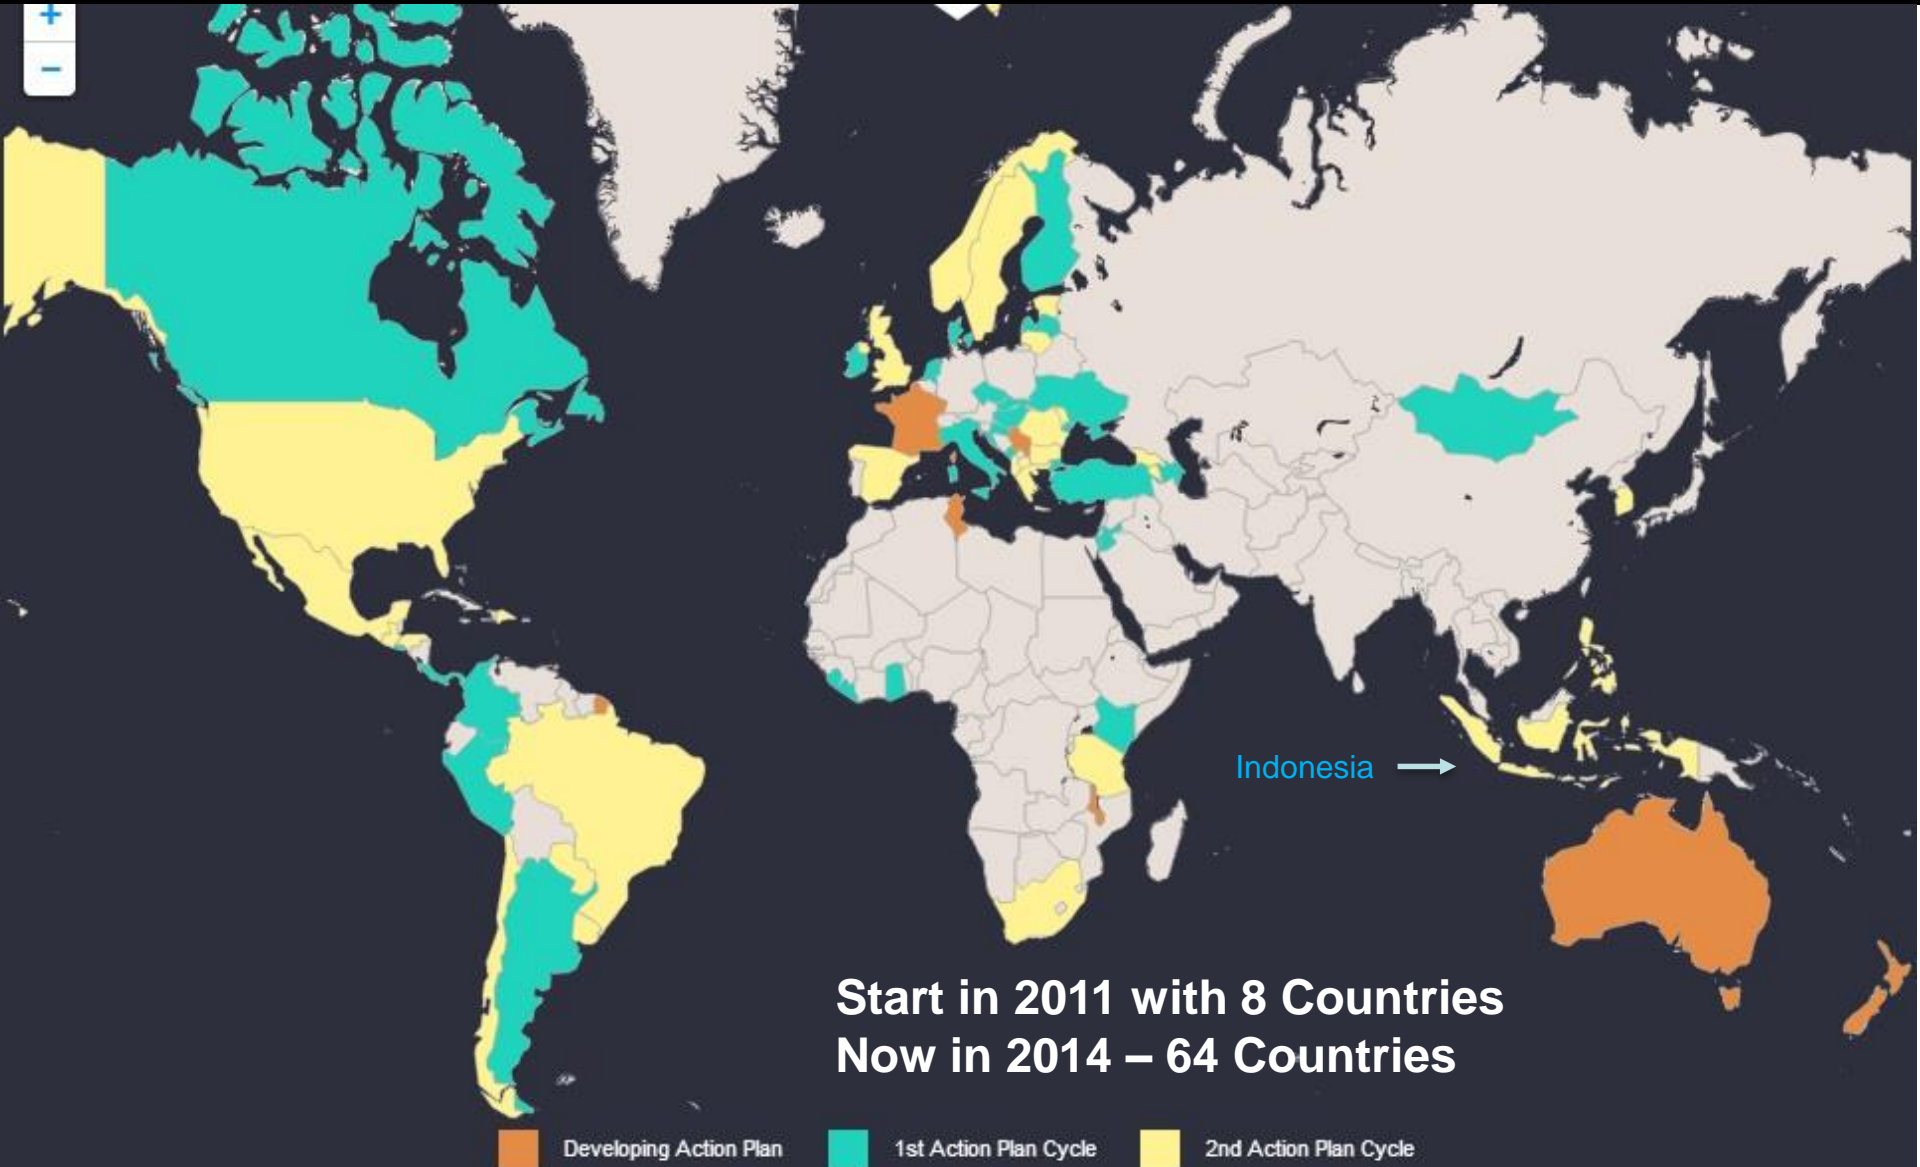 +
−
Indonesia
Start in 2011 with 8 Countries
Now in 2014 – 64 Countries
Developing Action Plan
1st Action Plan Cycle
2nd Action Plan Cycle